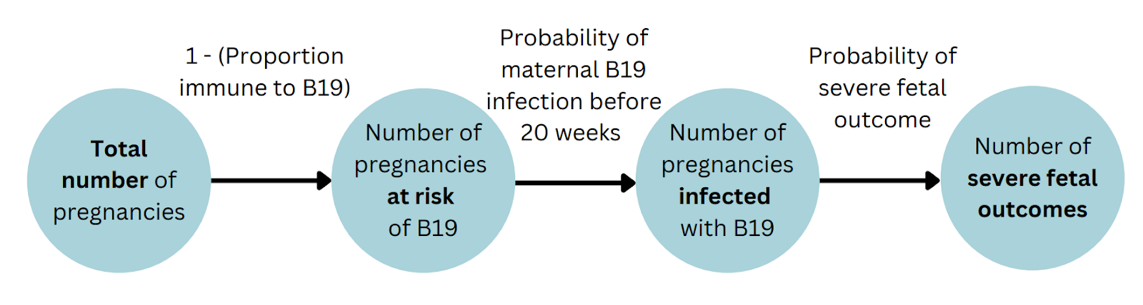 1 - (Proportion
immune to B19)
Probability of
maternal B19
infection before
20 weeks
Probability of
severe fetal
outcome
Total
number of
pregnancies
Number of
pregnancies
at risk
of B19
Number of
pregnancies
infected
with B19
Number of
severe fetal
outcomes